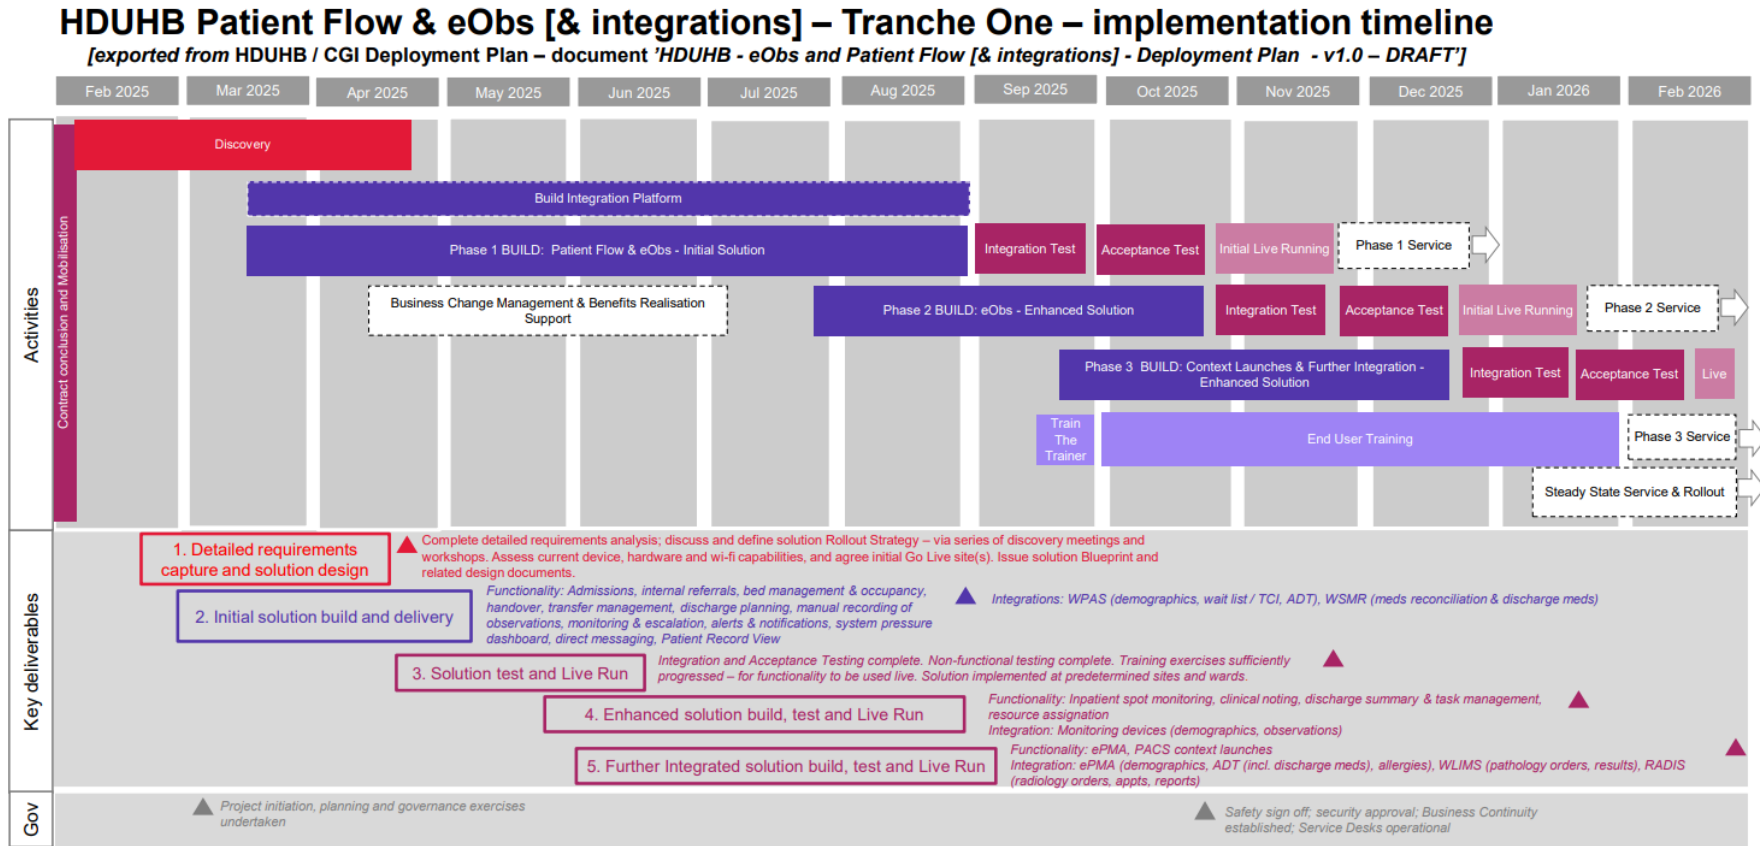 HDUHB Patient Flow & eObs [& integrations] – Tranche One – implementation timeline
[exported from HDUHB / CGI Deployment Plan – document 'HDUHB - eObs and Patient Flow [& integrations] - Deployment Plan - v1.0 – DRAFT']
Feb 2025
Mar 2025
Apr 2025
May 2025
Jun 2025
Jul 2025
Aug 2025
Sep 2025
Oct 2025
Nov 2025
Dec 2025
Jan 2026
Feb 2026
Activities
Contract conclusion and Mobilisation
Discovery
Build Integration Platform
Phase 1 BUILD: Patient Flow & eObs - Initial Solution
Integration Test
Acceptance Test
Initial Live Running
Phase 1 Service
Business Change Management & Benefits Realisation
Support
Phase 2 BUILD: eObs - Enhanced Solution
Integration Test
Acceptance Test
Initial Live Running
Phase 2 Service
Phase 3 BUILD: Context Launches & Further Integration -
Enhanced Solution
Integration Test
Acceptance Test
Live
Train
The
Trainer
End User Training
Phase 3 Service
Steady State Service & Rollout
Key deliverables
1. Detailed requirements
capture and solution design
Complete detailed requirements analysis; discuss and define solution Rollout Strategy – via series of discovery meetings and
workshops. Assess current device, hardware and wi-fi capabilities, and agree initial Go Live site(s). Issue solution Blueprint and
related design documents.
2. Initial solution build and delivery
Functionality: Admissions, internal referrals, bed management & occupancy,
handover, transfer management, discharge planning, manual recording of
observations, monitoring & escalation, alerts & notifications, system pressure
dashboard, direct messaging, Patient Record View
Integrations: WPAS (demographics, wait list / TCI, ADT), WSMR (meds reconciliation & discharge meds)
3. Solution test and Live Run
Integration and Acceptance Testing complete. Non-functional testing complete. Training exercises sufficiently
progressed – for functionality to be used live. Solution implemented at predetermined sites and wards.
4. Enhanced solution build, test and Live Run
Functionality: Inpatient spot monitoring, clinical noting, discharge summary & task management,
resource assignation
Integration: Monitoring devices (demographics, observations)
5. Further Integrated solution build, test and Live Run
Functionality: ePMA, PACS context launches
Integration: ePMA (demographics, ADT (incl. discharge meds), allergies), WLIMS (pathology orders, results), RADIS
(radiology orders, appts, reports)
Gov
Project initiation, planning and governance exercises
undertaken
Safety sign off; security approval; Business Continuity
established; Service Desks operational